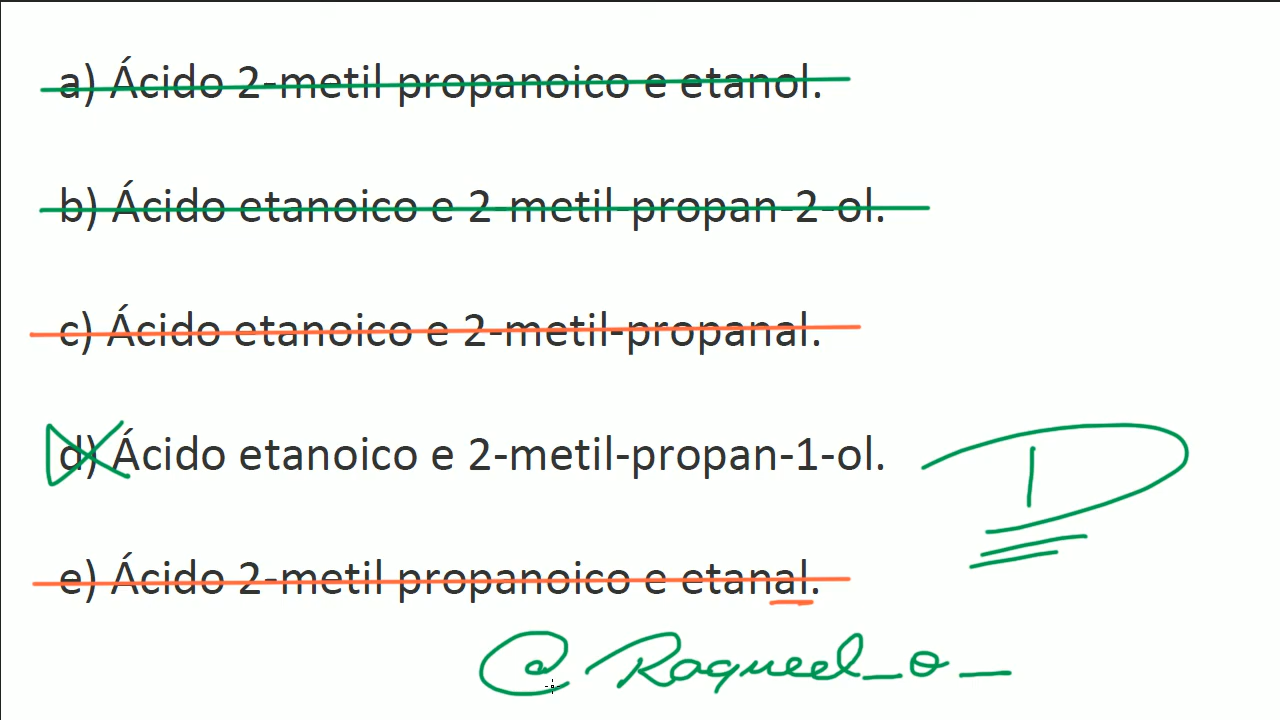 a) Ácido 2-metil propanoico e etanol.
b) Ácido etanoico e 2-metil-propan-2-ol.
c) Ácido etanoico e 2-metil-propanal.
d) Ácido etanoico e 2-metil-propan-1-ol.
D
e) Ácido 2-metil propanoico e etanal.
@Raqueel_o_